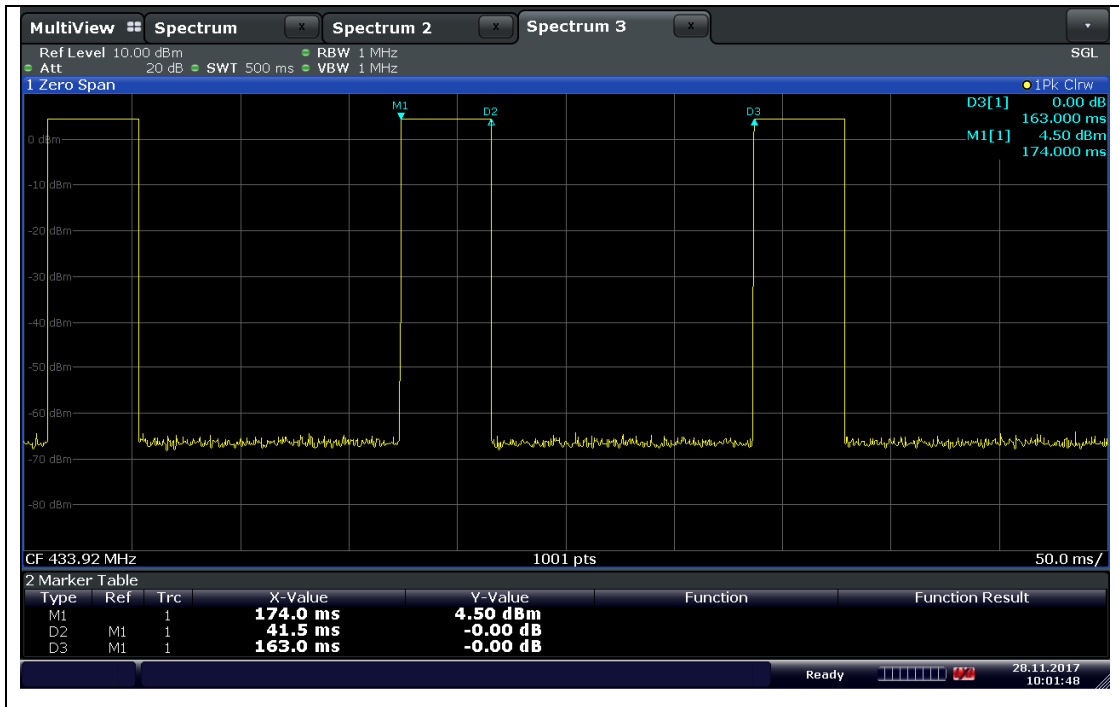 MultiView Spectrum x Spectrum 2 x Spectrum 3 x
Ref Level 10.00 dBm RBW 1 MHz SGL
Att 20 dB SWT 500 ms VBW 1 MHz
1 Zero Span 1Pk Clrw
D3[1] 0.00 dB
163.000 ms
M1[1] 4.50 dBm
174.000 ms
M1 D2 D3
0 dBm
-10 dBm
-20 dBm
-30 dBm
-40 dBm
-50 dBm
-60 dBm
-70 dBm
-80 dBm
CF 433.92 MHz 1001 pts 50.0 ms/
2 Marker Table
Type Ref Trc X-Value Y-Value Function Function Result
M1 1 174.0 ms 4.50 dBm
D2 M1 1 41.5 ms -0.00 dB
D3 M1 1 163.0 ms -0.00 dB
Ready 28.11.2017
10:01:48